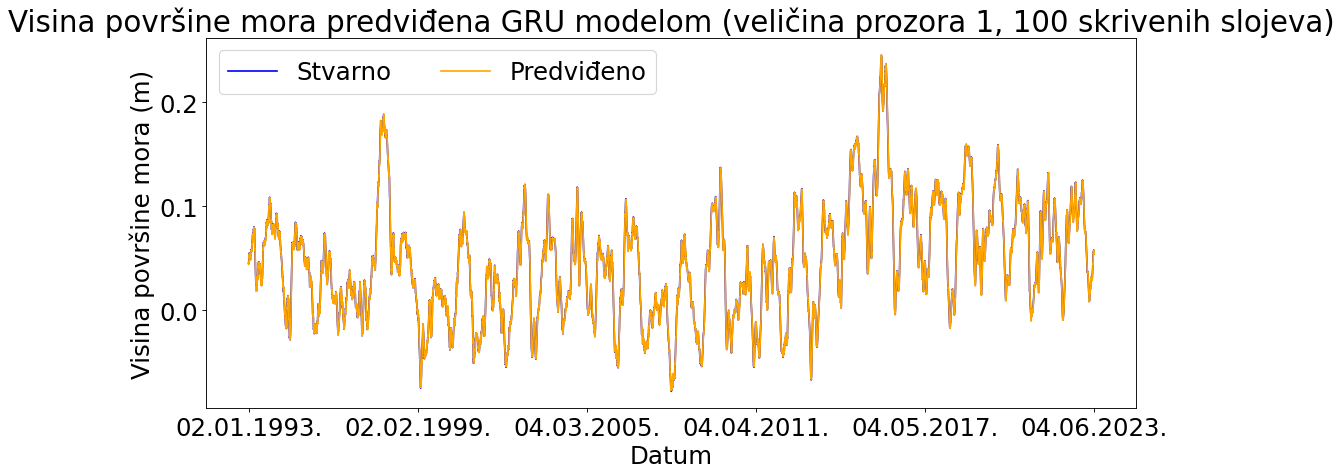 Visina površine mora predviđena GRU modelom (veličina prozora 1, 100 skrivenih slojeva)
Stvarno
Predviđeno
Visina površine mora (m)
0.2
0.1
0.0
02.01.1993.
02.02.1999.
04.03.2005.
04.04.2011.
04.05.2017.
04.06.2023.
Datum